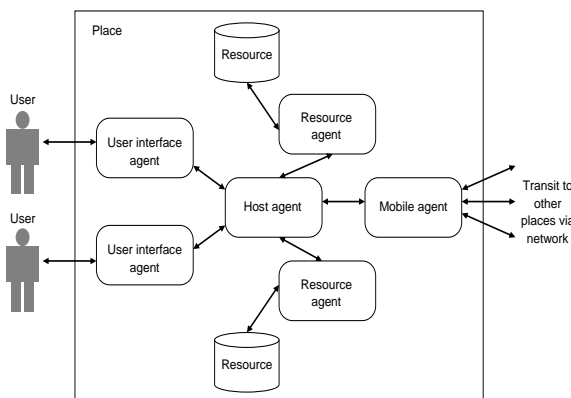 Place
Resource
User
Resource
agent
User interface
agent
Host agent
Mobile agent
Transit to
other
places via
network
User
User interface
agent
Resource
agent
Resource